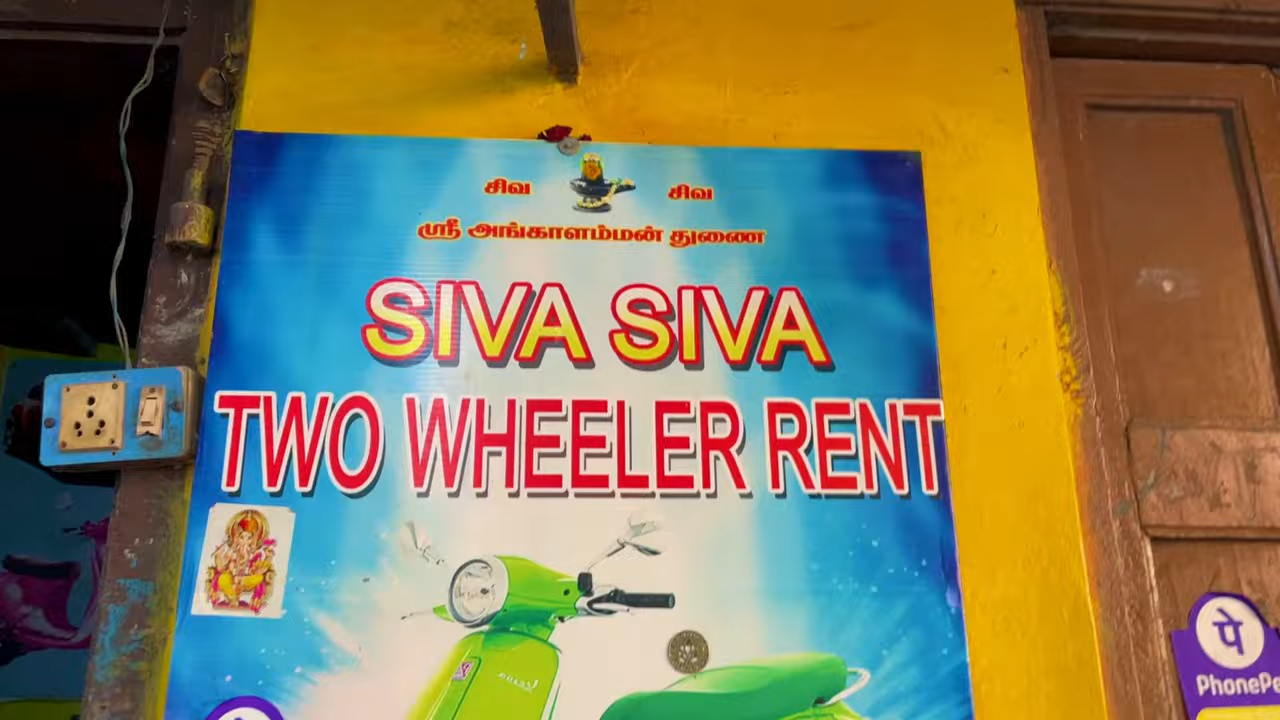 சிவ சிவ
ஸ்ரீ அங்காளம்மன் துணை
SIVA SIVA
TWO WHEELER RENT
पे
PhonePe